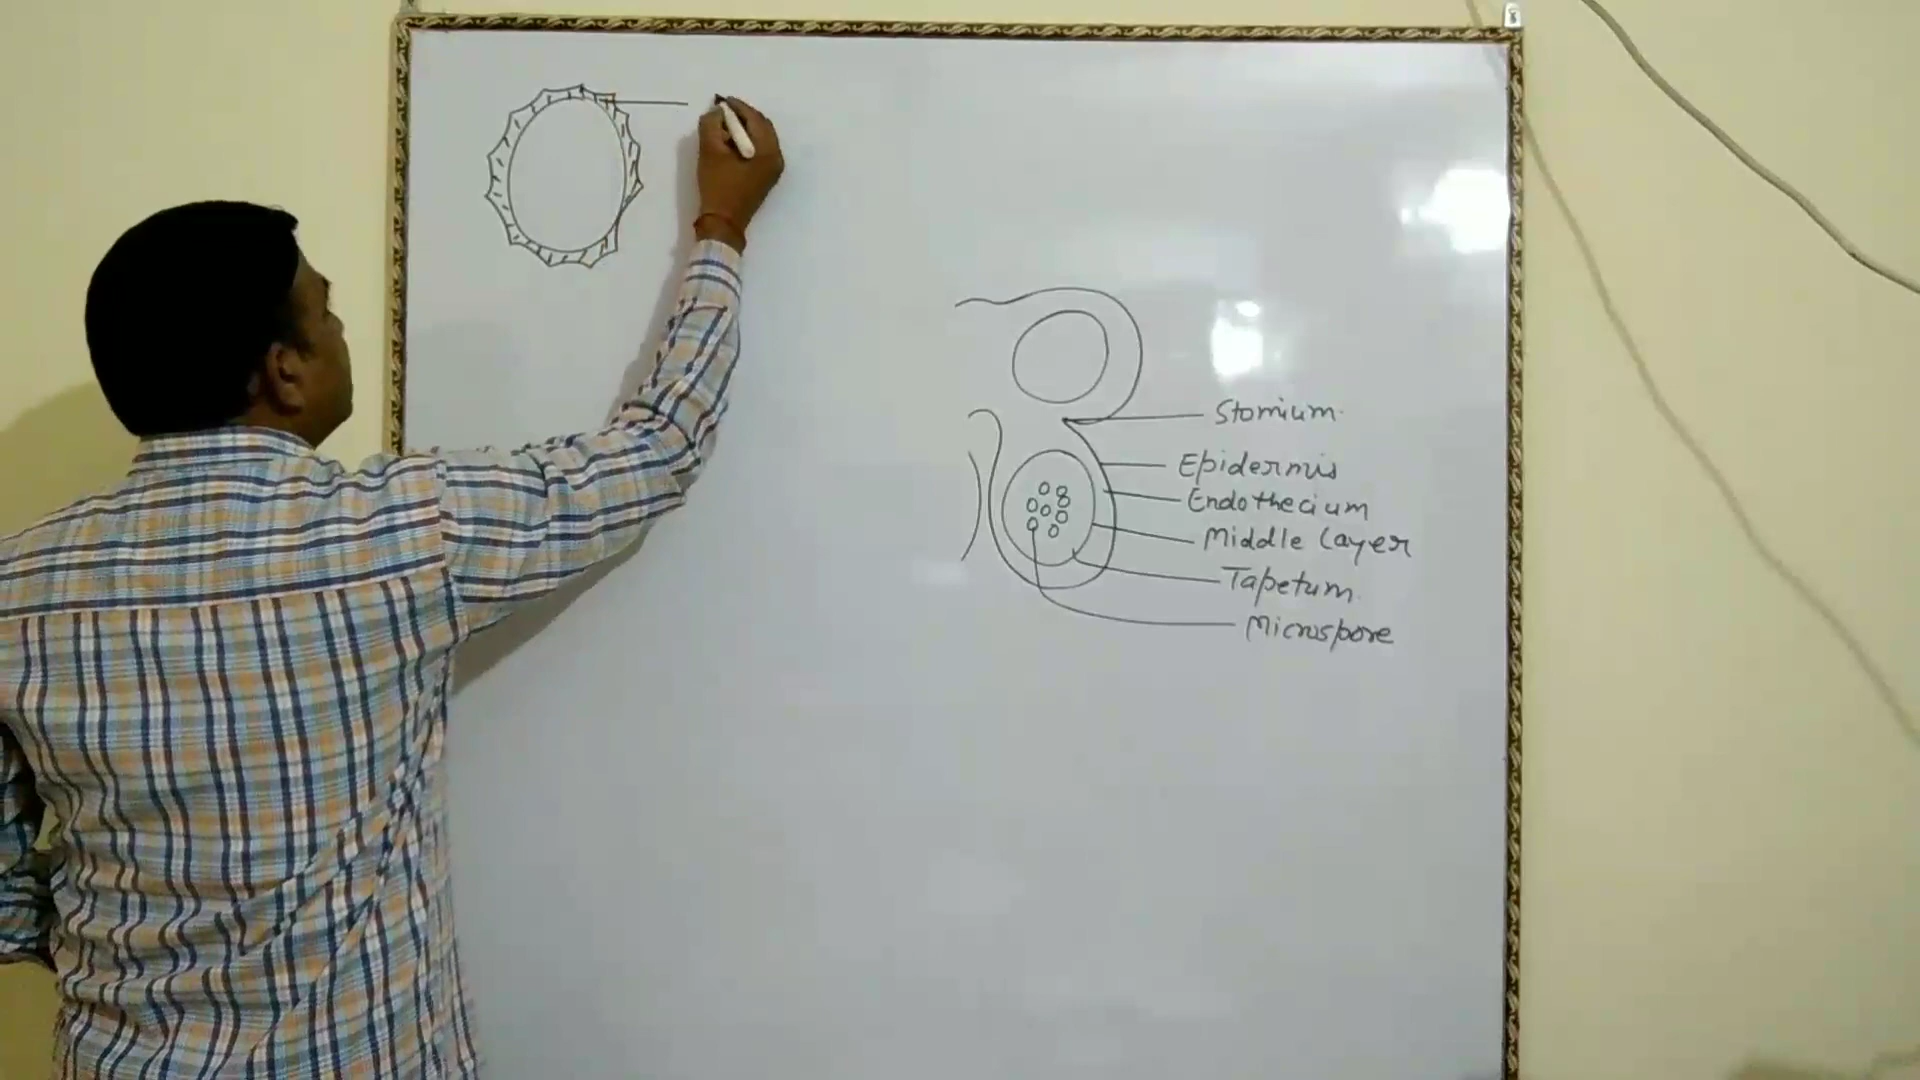 Stomium.
Epidermis
Endothecium
Middle Layer
Tapetum.
Microspore